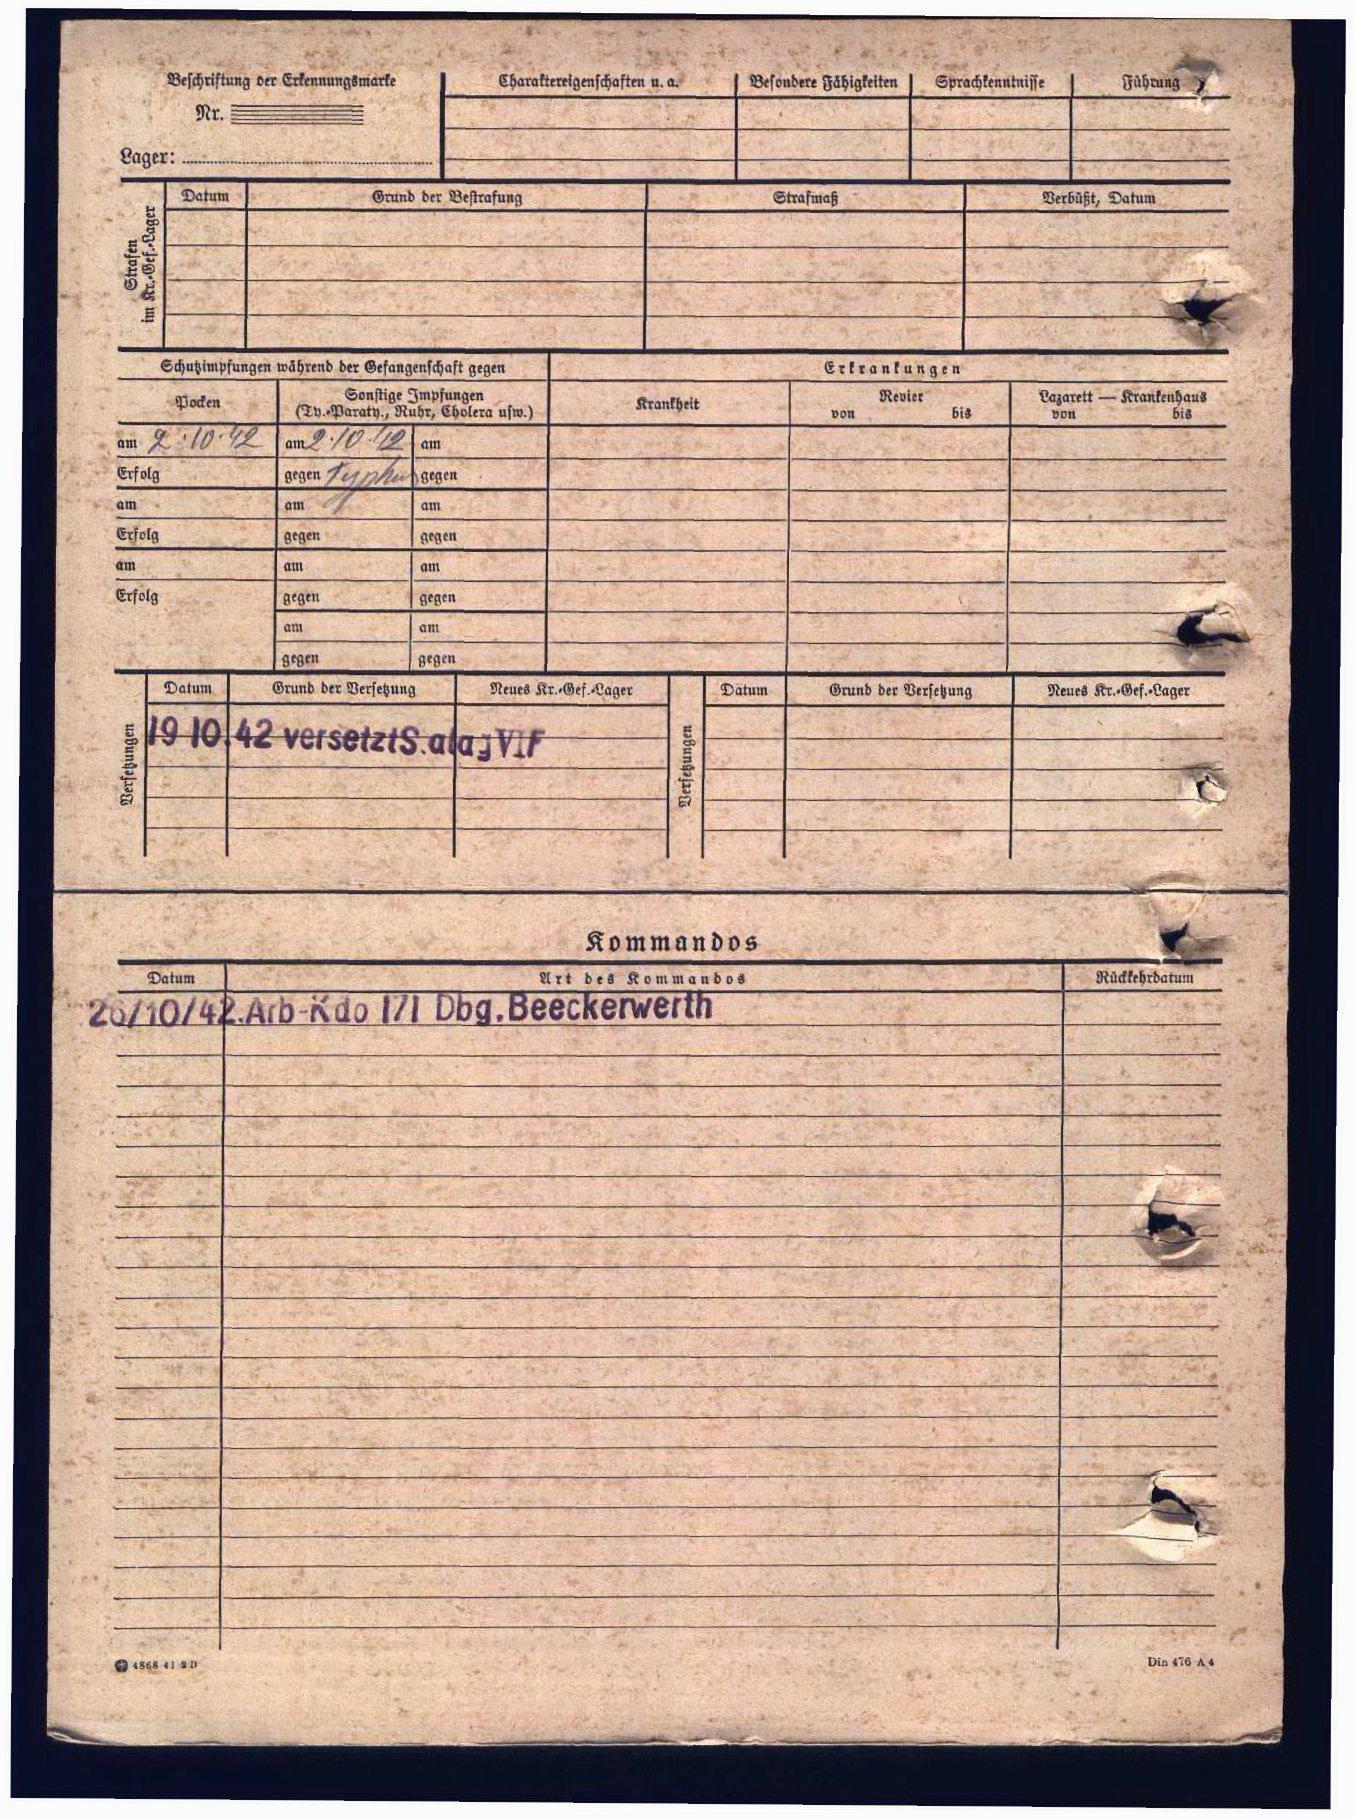 Beschriftung der Erkennungsmarke
Nr.
Lager:
Charaktereigenschaften u. a.
Besondere Fähigkeiten
Sprachkenntnisse
Führung
Strafen im Kr.-Gef.-Lager
Datum
Grund der Bestrafung
Strafmaß
Verbüßt, Datum
Schutzimpfungen während der Gefangenschaft gegen
Erkrankungen
Pocken
Sonstige Impfungen
(Ty.-Paraty., Ruhr, Cholera usw.)
Krankheit
Revier
von bis
Lazarett — Krankenhaus
von bis
am 2.10.42 am 2.10.42 am
Erfolg gegen Typhus gegen
am am am
Erfolg gegen gegen
am am am
Erfolg gegen gegen
am am
gegen gegen
Versetzungen
Datum Grund der Versetzung Neues Kr.-Gef.-Lager
19 10.42 versetzt S.alag VIF
Versetzungen
Datum Grund der Versetzung Neues Kr.-Gef.-Lager
Kommandos
Datum Art des Kommandos Rückkehrdatum
26/10/42. Arb-Kdo 171 Dbg. Beeckerwerth
4868 41 2 D
Din 476 A 4